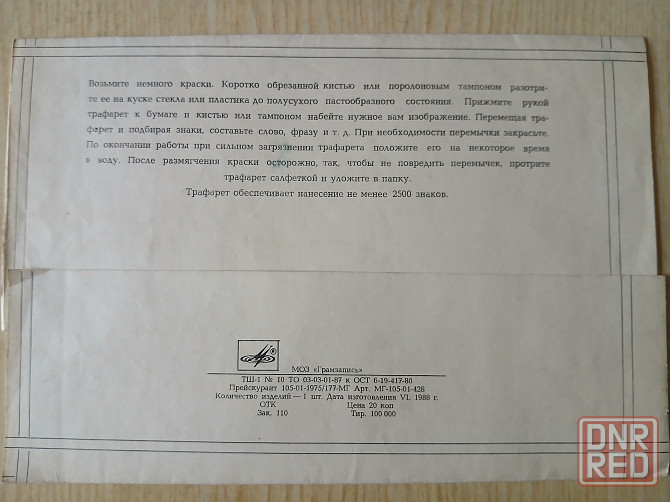 Возьмите немного краски. Коротко обрезанной кистью или поролоновым тампоном разотри-
те ее на куске стекла или пластика до полусухого пастообразного состояния. Прижмите рукой
трафарет к бумаге и кистью или тампоном набейте нужное вам изображение. Перемещая тра-
фарет и подбирая знаки, составьте слово, фразу и т. д. При необходимости перемычки закрасьте.
По окончании работы при сильном загрязнении трафарета положите его на некоторое время
в воду. После размягчения краски осторожно, так, чтобы не повредить перемычек, протрите
трафарет салфеткой и уложите в папку.
Трафарет обеспечивает нанесение не менее 2500 знаков.
МОЗ «Грамзапись»
ТШ-1 № 10 ТО 03-03-01-87 к ОСТ 6-19-417-80
Прейскурант 105-01-1975/177-МГ Арт. МГ-105-01-428
Количество изделий — 1 шт. Дата изготовления VI. 1988 г.
ОТК Цена 20 коп
Зак. 110 Тир. 100 000
DNR
RED